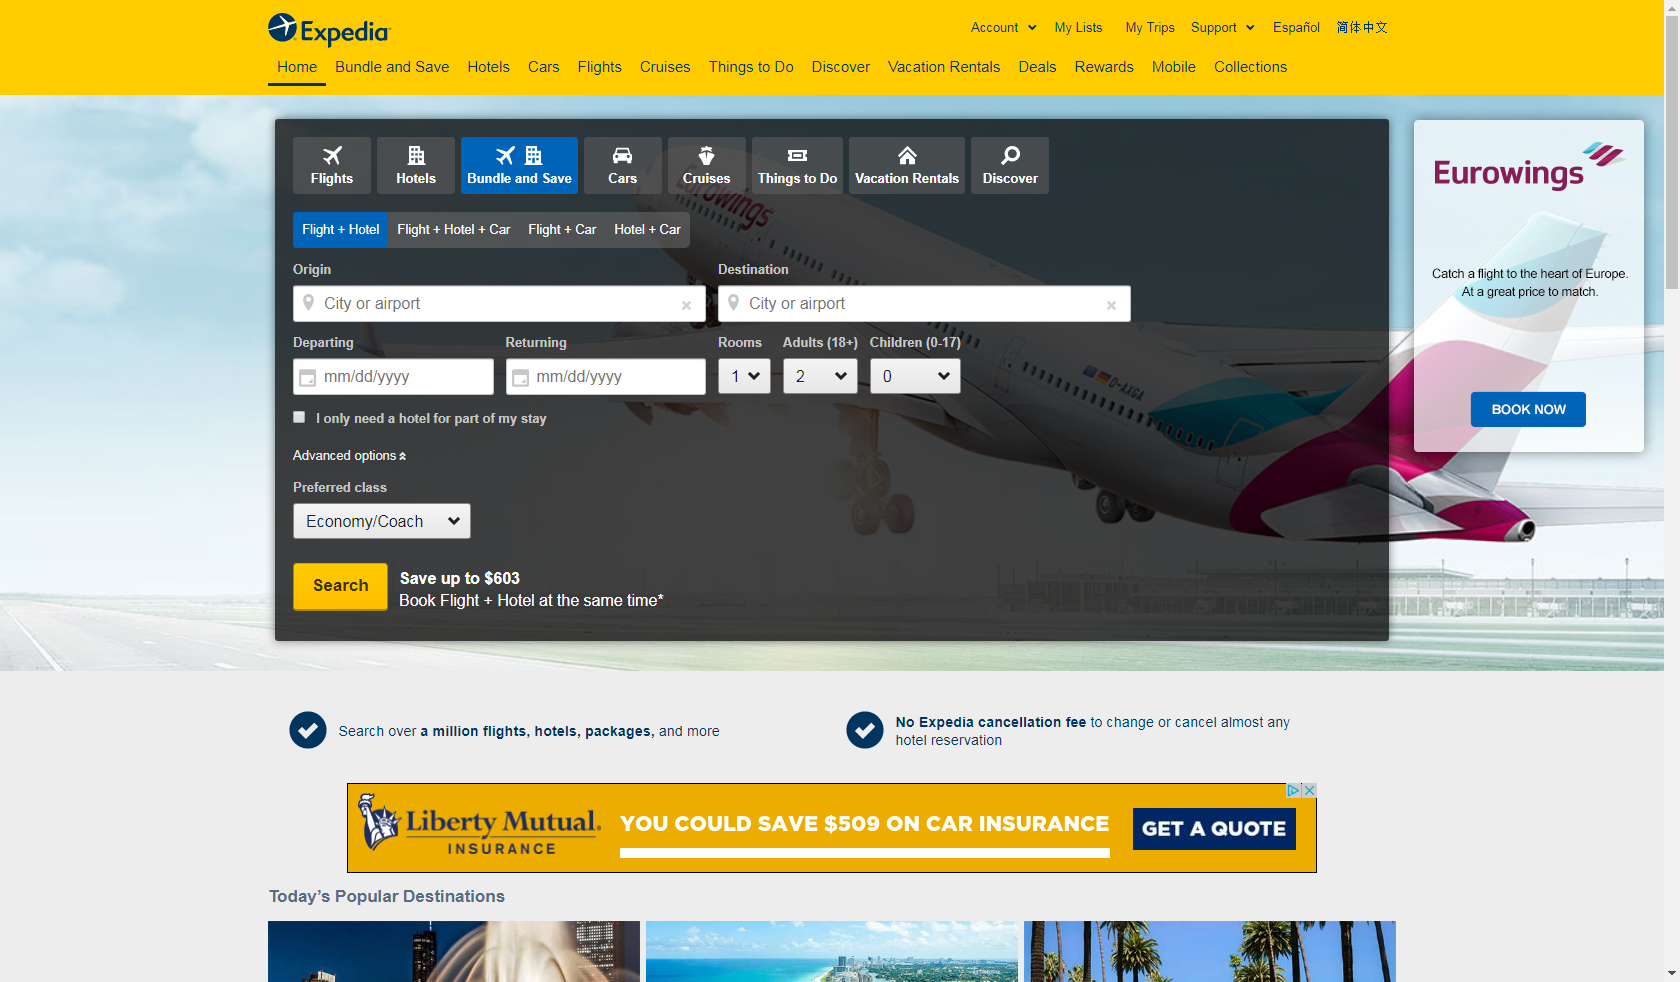 Expedia
Account
My Lists
My Trips
Support
Español
简体中文
Home
Bundle and Save
Hotels
Cars
Flights
Cruises
Things to Do
Discover
Vacation Rentals
Deals
Rewards
Mobile
Collections
Flights
Hotels
Bundle and Save
Cars
Cruises
Things to Do
Vacation Rentals
Discover
Flight + Hotel
Flight + Hotel + Car
Flight + Car
Hotel + Car
Origin
Destination
City or airport
City or airport
Departing
Returning
Rooms
Adults (18+)
Children (0-17)
mm/dd/yyyy
mm/dd/yyyy
1
2
0
I only need a hotel for part of my stay
Advanced options
Preferred class
Economy/Coach
Search
Save up to $603
Book Flight + Hotel at the same time*
Eurowings
D-AXGA
Eurowings
Catch a flight to the heart of Europe.
At a great price to match.
BOOK NOW
Search over a million flights, hotels, packages, and more
No Expedia cancellation fee to change or cancel almost any
hotel reservation
Liberty Mutual.
INSURANCE
YOU COULD SAVE $509 ON CAR INSURANCE
GET A QUOTE
Today’s Popular Destinations